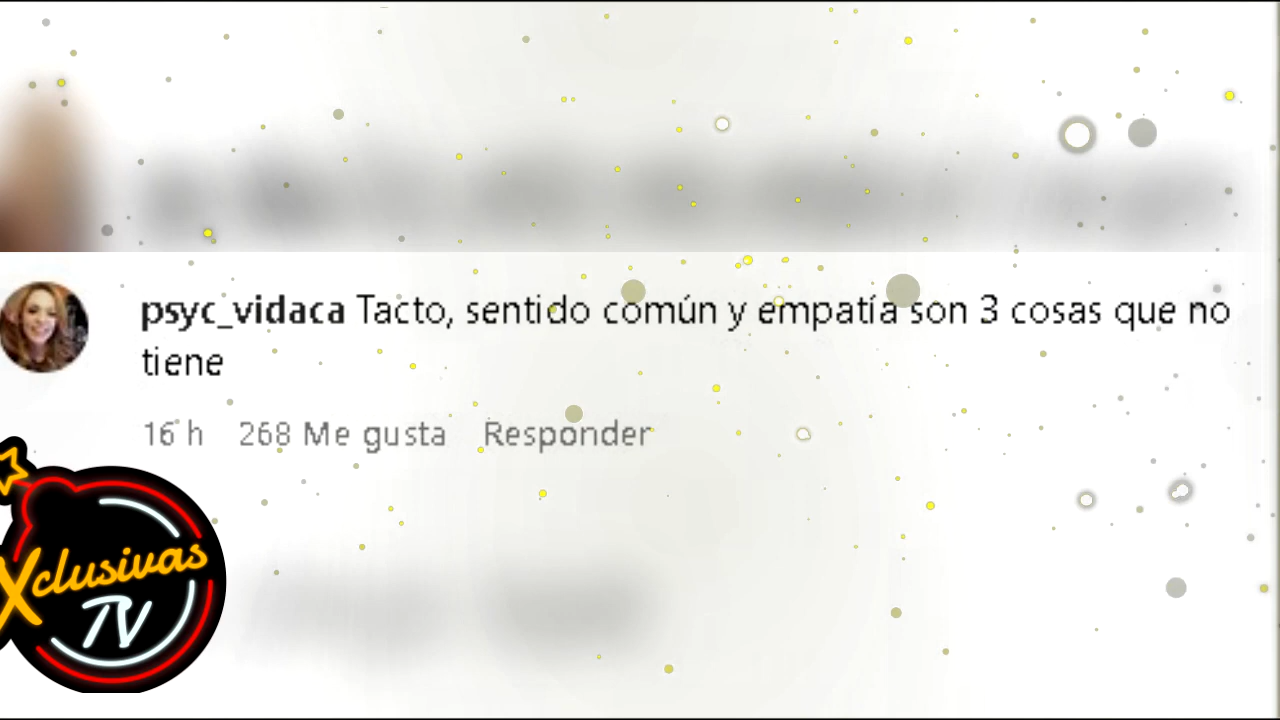 psyc_vidaca Tacto, sentido común y empatía son 3 cosas que no
tiene
16 h 268 Me gusta Responder
Xclusivas
TV